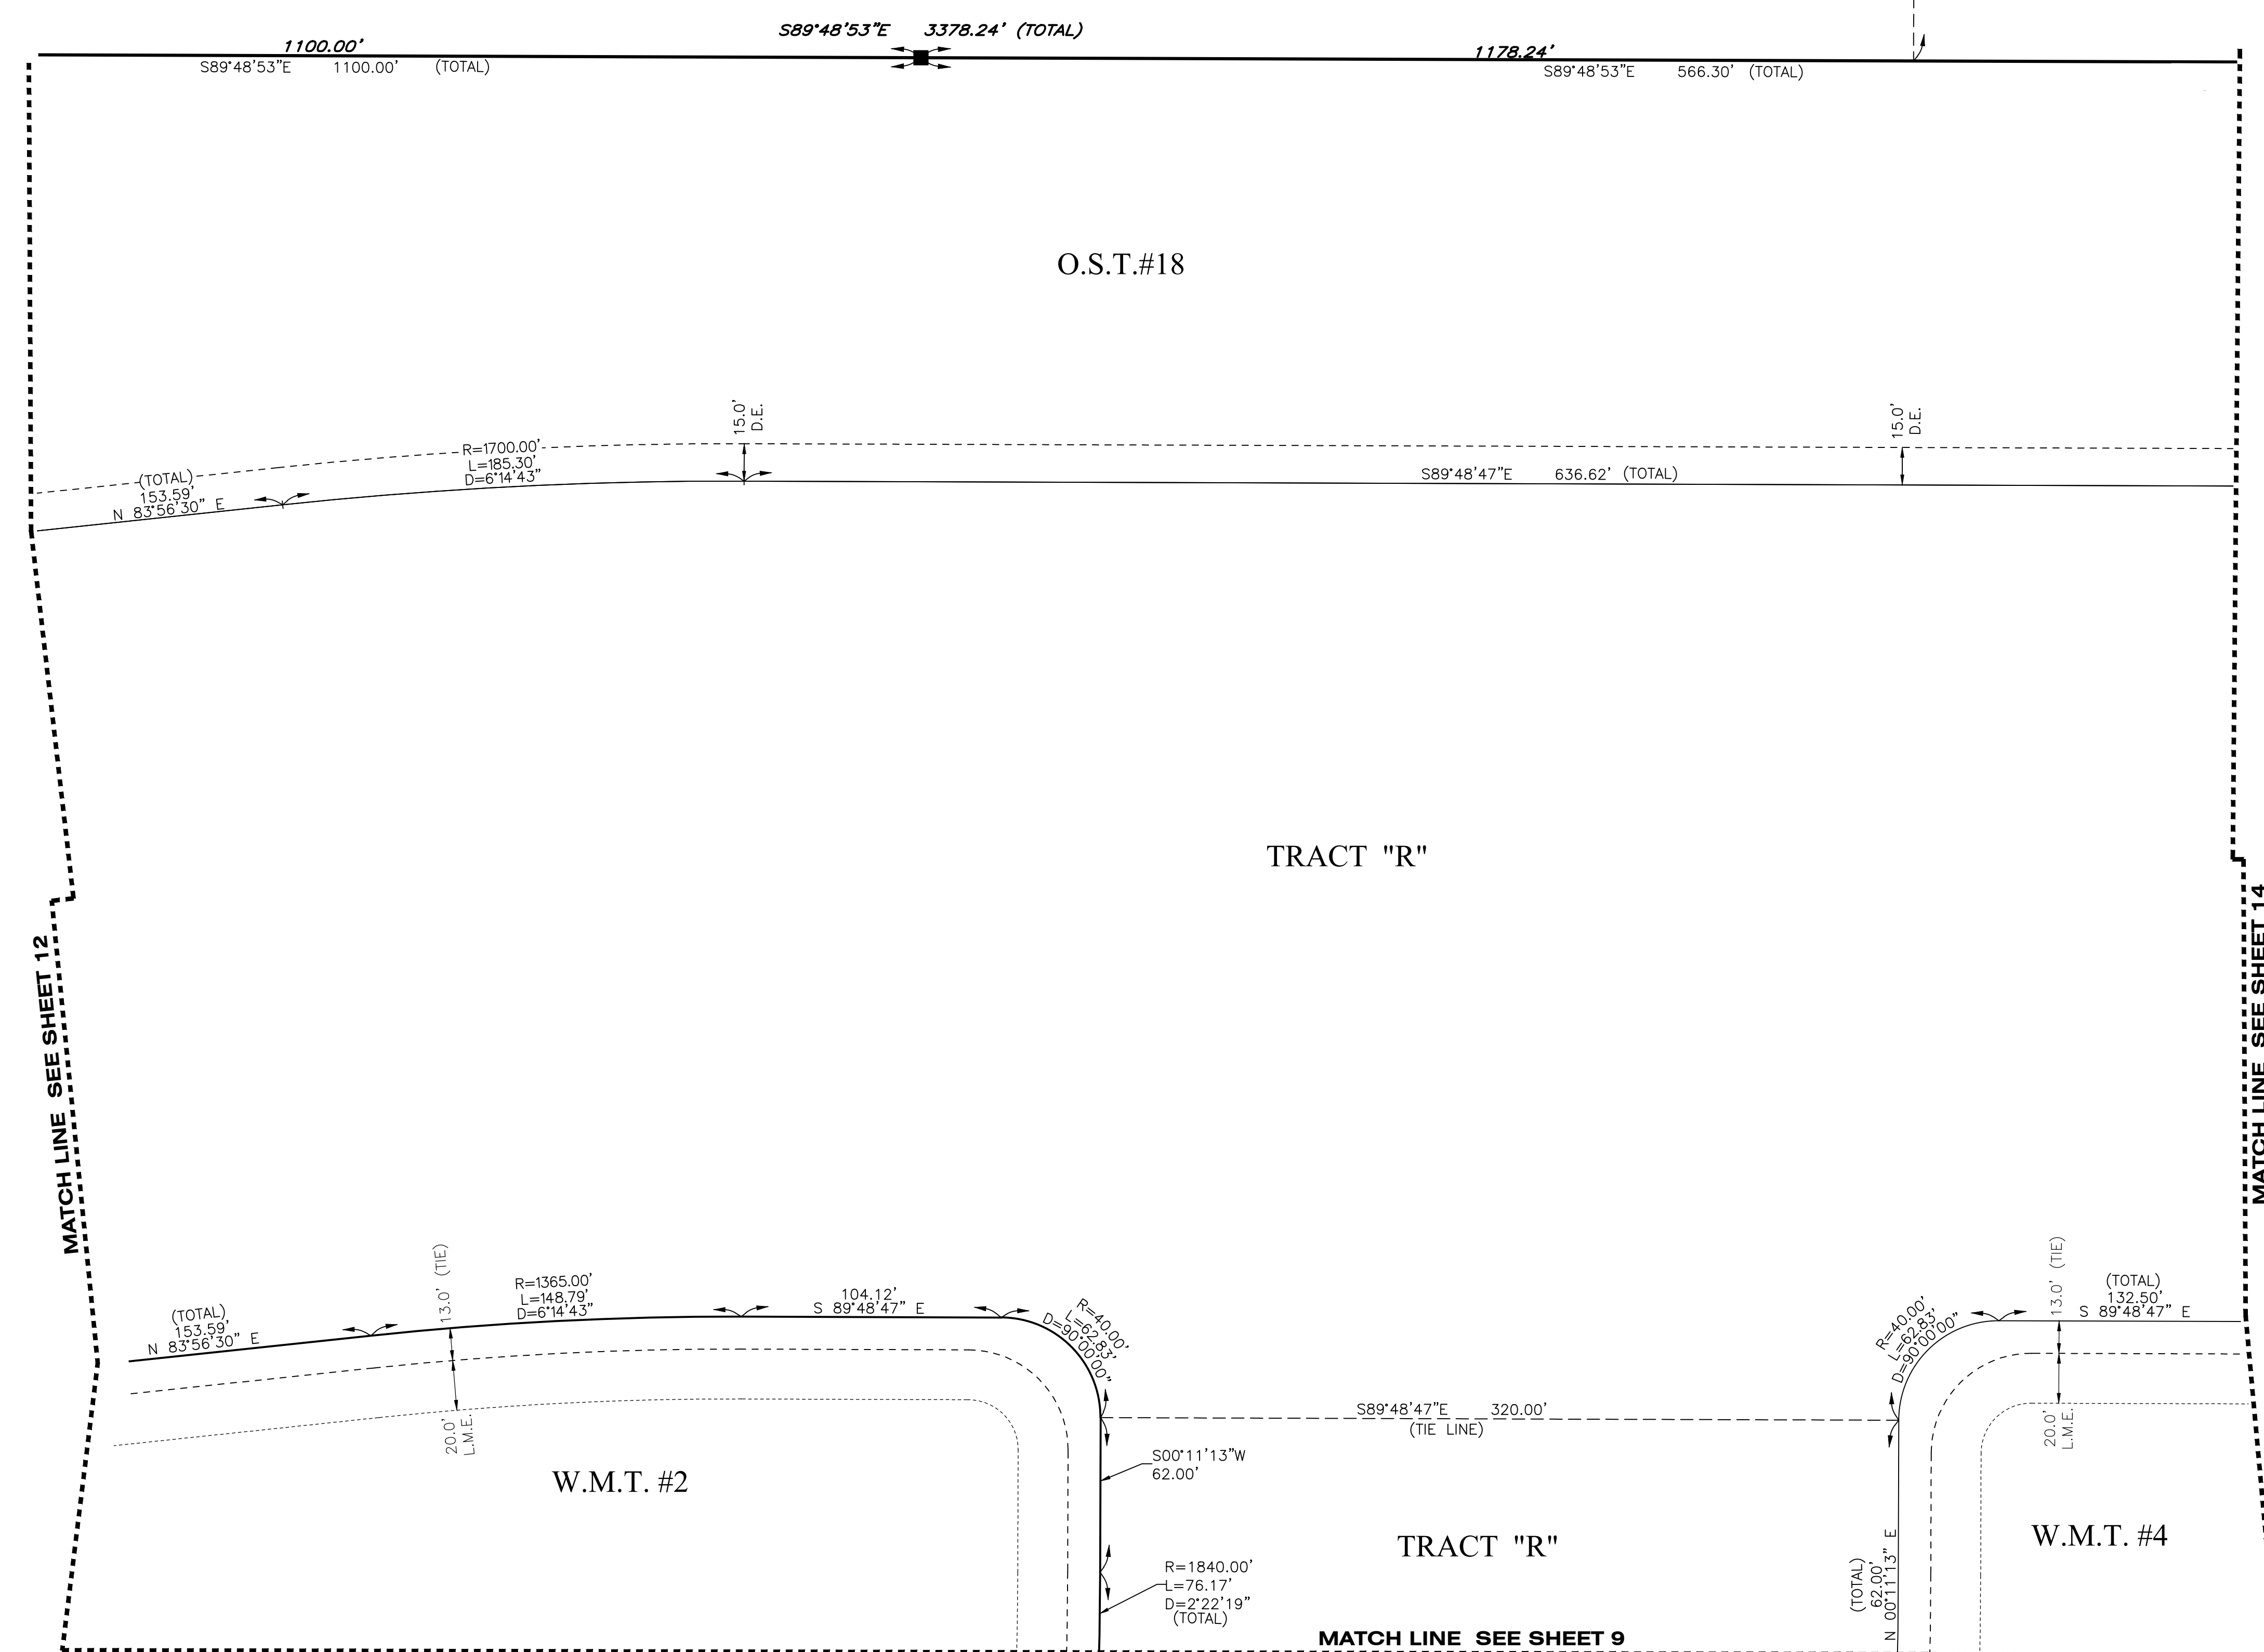 S89°48'53"E 3378.24' (TOTAL)
1100.00'
S89°48'53"E 1100.00' (TOTAL)
1178.24'
S89°48'53"E 566.30' (TOTAL)
O.S.T.#18
15.0'
D.E.
15.0'
D.E.
R=1700.00'
L=185.30'
D=6°14'43"
(TOTAL)
153.59'
N 83°56'30" E
S89°48'47"E 636.62' (TOTAL)
TRACT "R"
MATCH LINE SEE SHEET 12
MATCH LINE SEE SHEET 14
(TOTAL)
153.59'
N 83°56'30" E
13.0' (TIE)
20.0'
L.M.E.
R=1365.00'
L=148.79'
D=6°14'43"
104.12'
S 89°48'47" E
R=40.00'
L=62.83'
D=90°00'00"
R=40.00'
L=62.83'
D=90°00'00"
13.0' (TIE)
20.0'
L.M.E.
(TOTAL)
132.50'
S 89°48'47" E
S89°48'47"E 320.00'
(TIE LINE)
S00°11'13"W
62.00'
W.M.T. #2
TRACT "R"
W.M.T. #4
R=1840.00'
L=76.17'
D=2°22'19"
(TOTAL)
(TOTAL)
62.00'
N 00°11'13" E
MATCH LINE SEE SHEET 9